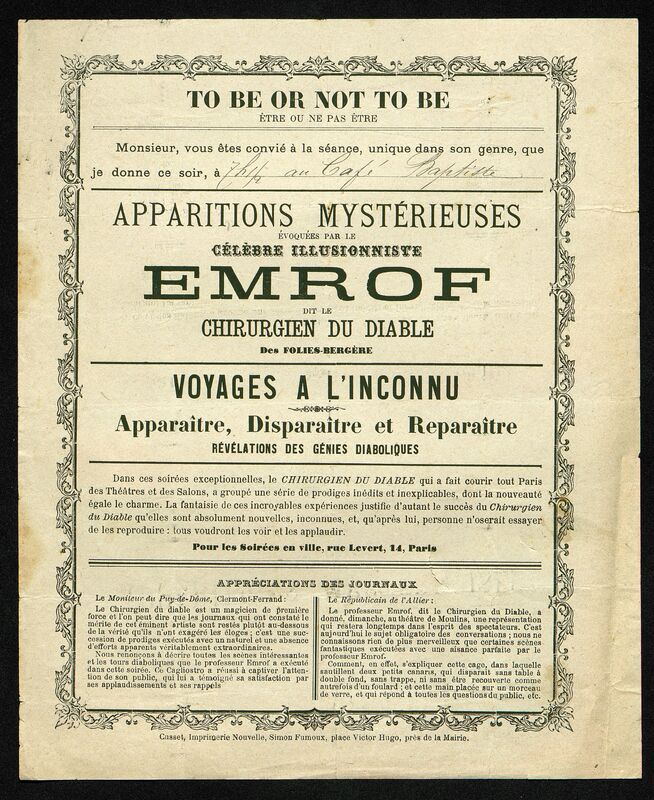 TO BE OR NOT TO BE
ÊTRE OU NE PAS ÊTRE
Monsieur, vous êtes convié à la séance, unique dans son genre, que
je donne ce soir, à 7h½ au Café Baptiste
APPARITIONS MYSTÉRIEUSES
ÉVOQUÉES PAR LE
CÉLÈBRE ILLUSIONNISTE
EMROF
DIT LE
CHIRURGIEN DU DIABLE
Des FOLIES-BERGÈRE
VOYAGES A L'INCONNU
Apparaître, Disparaître et Reparaître
RÉVÉLATIONS DES GÉNIES DIABOLIQUES
Dans ces soirées exceptionnelles, le CHIRURGIEN DU DIABLE qui a fait courir tout Paris
des Théâtres et des Salons, a groupé une série de prodiges inédits et inexplicables, dont la nouveauté
égale le charme. La fantaisie de ces incroyables expériences justifie d'autant le succès du Chirurgien
du Diable qu'elles sont absolument nouvelles, inconnues, et, qu'après lui, personne n'oserait essayer
de les reproduire : tous voudront les voir et les applaudir.
Pour les Soirées en ville, rue Levert, 14, Paris
APPRÉCIATIONS DES JOURNAUX
Le Moniteur du Puy-de-Dôme, Clermont-Ferrand :
Le Chirurgien du diable est un magicien de première
force et l'on peut dire que les journaux qui ont constaté le
mérite de cet éminent artiste sont restés plutôt au-dessous
de la vérité qu'ils n'ont exagéré les éloges ; c'est une suc-
cession de prodiges exécutés avec un naturel et une absence
d'efforts apparents véritablement extraordinaires.
Nous renonçons à décrire toutes les scènes intéressantes
et les tours diaboliques que le professeur Emrof a exécuté
dans cette soirée. Ce Cagliostro a réussi à captiver l'atten-
tion de son public, qui lui a témoigné sa satisfaction par
ses applaudissements et ses rappels
Le Républicain de l'Allier :
Le professeur Emrof, dit le Chirurgien du Diable, a
donné, dimanche, au théâtre de Moulins, une représentation
qui restera longtemps dans l'esprit des spectateurs. C'est
aujourd'hui le sujet obligatoire des conversations ; nous ne
connaissons rien de plus merveilleux que certaines scènes
fantastiques exécutées avec une aisance parfaite par le
professeur Emrof.
Comment, en effet, s'expliquer cette cage, dans laquelle
sautillent deux petits canaris, qui disparait sans table à
double fond, sans trappe, ni sans être recouverte comme
autrefois d'un foulard ; et cette main placée sur un morceau
de verre, et qui répond à toutes les questions du public, etc.
Cusset, Imprimerie Nouvelle, Simon Fumoux, place Victor Hugo, près de la Mairie.